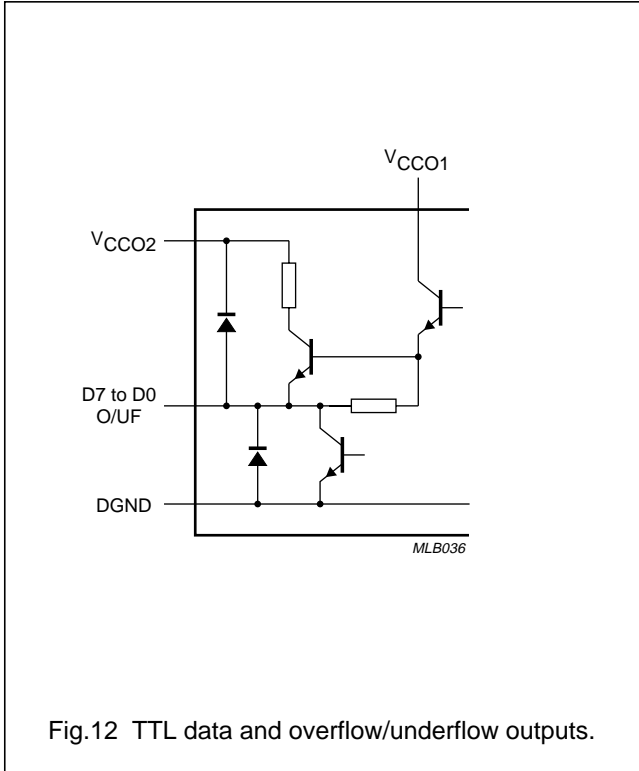 VCCO1
VCCO2
D7 to D0
O/UF
DGND
MLB036
Fig.12 TTL data and overflow/underflow outputs.